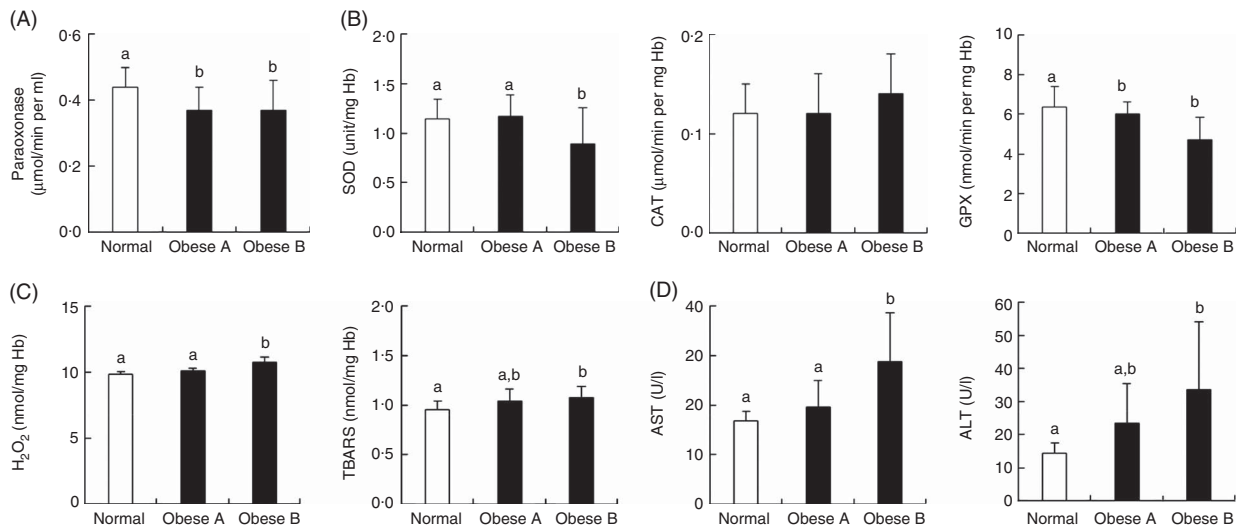 (A)
0·6
0·4
0·2
0·0
Paraoxonase
(µmol/min per ml)
a
b
b
Normal
Obese A
Obese B
(B)
2·0
1·5
1·0
0·5
0·0
SOD (unit/mg Hb)
a
a
b
Normal
Obese A
Obese B
0·2
0·1
0·0
CAT (µmol/min per mg Hb)
Normal
Obese A
Obese B
10
8
6
4
2
0
GPX (nmol/min per mg Hb)
a
b
b
Normal
Obese A
Obese B
(C)
15
10
5
0
H₂O₂ (nmol/mg Hb)
a
a
b
Normal
Obese A
Obese B
2·0
1·5
1·0
0·5
0·0
TBARS (nmol/mg Hb)
a
a,b
b
Normal
Obese A
Obese B
(D)
40
20
20
10
0
AST (U/l)
a
a
b
Normal
Obese A
Obese B
60
50
40
30
20
10
0
ALT (U/l)
a
a,b
b
Normal
Obese A
Obese B